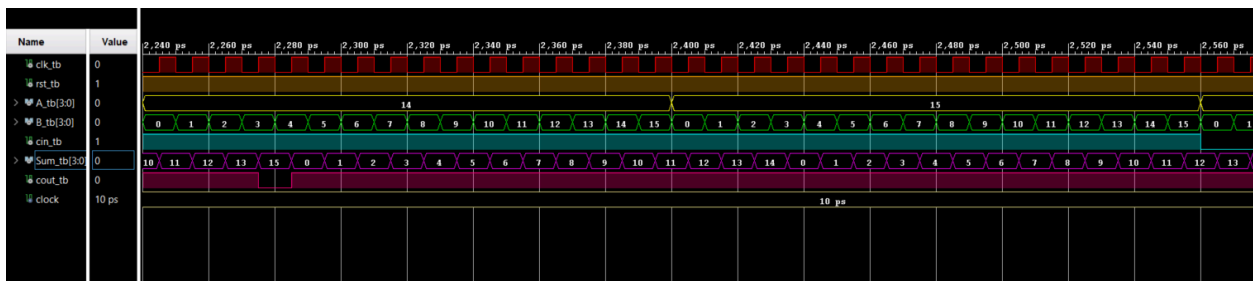 Name Value 2,240 ps 2,260 ps 2,280 ps 2,300 ps 2,320 ps 2,340 ps 2,360 ps 2,380 ps 2,400 ps 2,420 ps 2,440 ps 2,460 ps 2,480 ps 2,500 ps 2,520 ps 2,540 ps 2,560 ps
clk_tb 0
rst_tb 1
A_tb[3:0] 0 14 15
B_tb[3:0] 0 0 1 2 3 4 5 6 7 8 9 10 11 12 13 14 15 0 1 2 3 4 5 6 7 8 9 10 11 12 13 14 15 0 1
cin_tb 1
Sum_tb[3:0] 0 10 11 12 13 15 0 1 2 3 4 5 6 7 8 9 10 11 12 13 14 0 1 2 3 4 5 6 7 8 9 10 11 12 13
cout_tb 0
clock 10 ps 10 ps